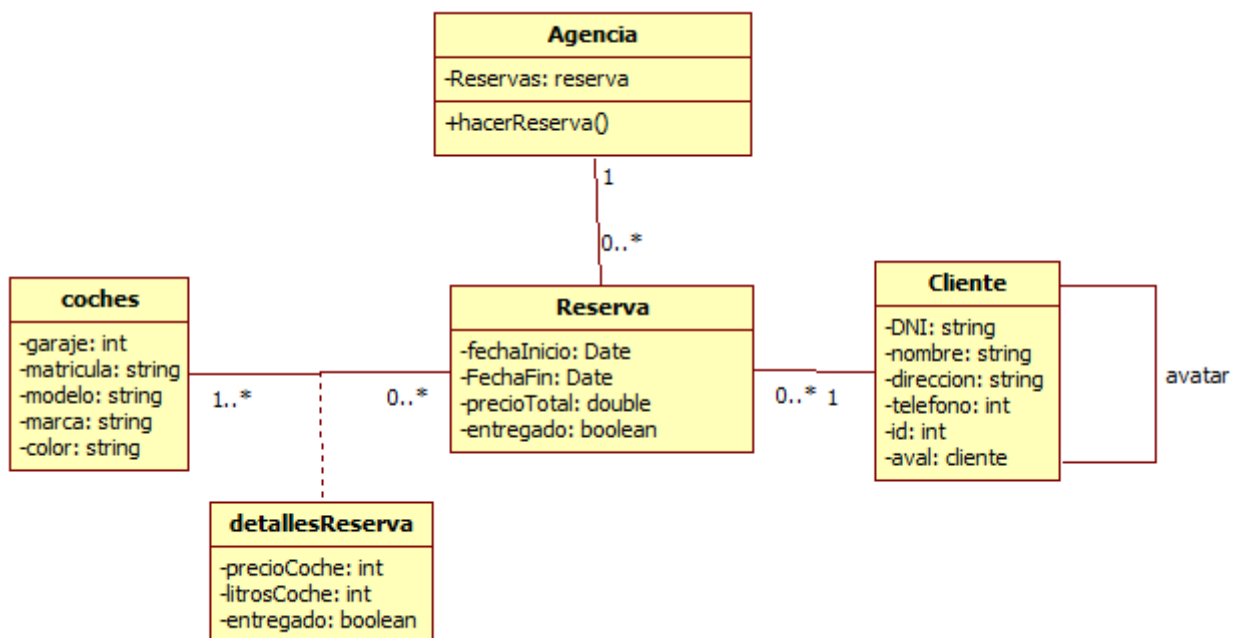 Agencia
-Reservas: reserva
+hacerReserva()
1
0..*
coches
-garaje: int
-matricula: string
-modelo: string
-marca: string
-color: string
1..*
0..*
Reserva
-fechaInicio: Date
-FechaFin: Date
-precioTotal: double
-entregado: boolean
0..*
1
Cliente
-DNI: string
-nombre: string
-direccion: string
-telefono: int
-id: int
-aval: cliente
avatar
detallesReserva
-precioCoche: int
-litrosCoche: int
-entregado: boolean